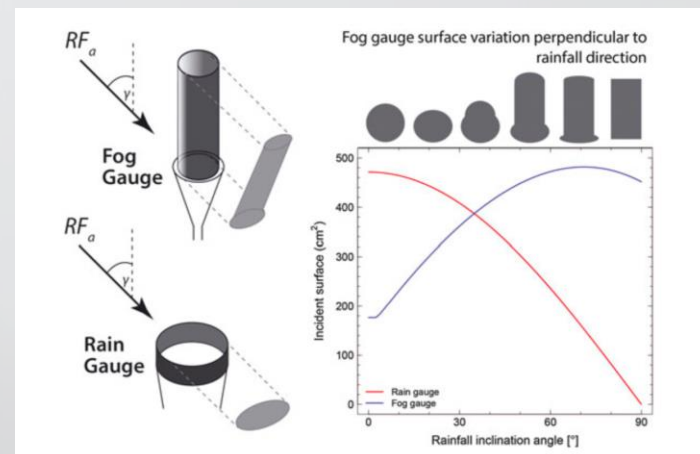 RFa
γ
Fog
Gauge
RFa
γ
Rain
Gauge
Fog gauge surface variation perpendicular to
rainfall direction
Incident surface (cm²)
500
400
300
200
100
0
Rain gauge
Fog gauge
0 30 60 90
Rainfall inclination angle [°]